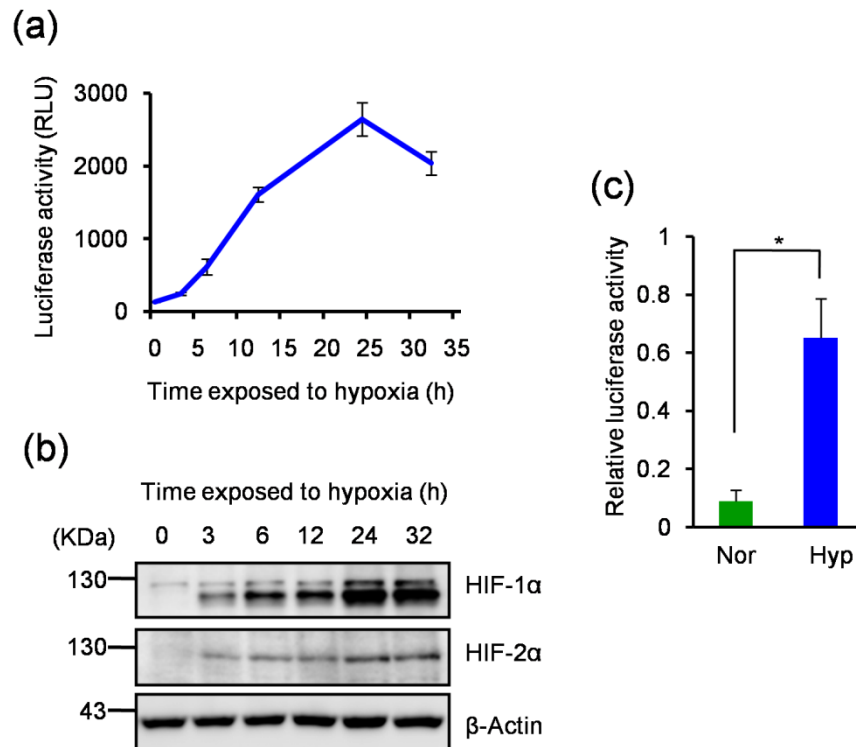 (a)
Luciferase activity (RLU)
3000
2000
1000
0
0 5 10 15 20 25 30 35
Time exposed to hypoxia (h)
(b)
Time exposed to hypoxia (h)
(KDa) 0 3 6 12 24 32
130 HIF-1α
130 HIF-2α
43 β-Actin
(c)
Relative luciferase activity
1
0.8
0.6
0.4
0.2
0
*
Nor Hyp